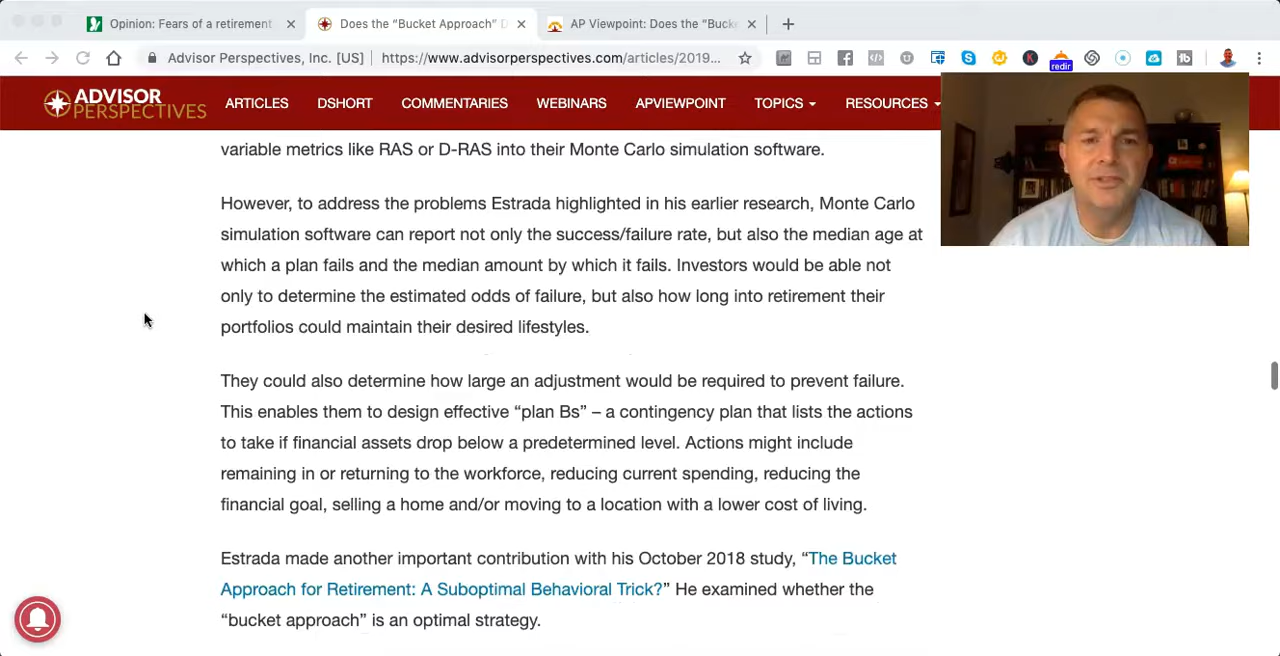 Opinion: Fears of a retirement
Does the “Bucket Approach” D
AP Viewpoint: Does the “Buck
Advisor Perspectives Inc. [US]
https://www.advisorperspectives.com/articles/2019...
redir
ADVISOR
PERSPECTIVES
ARTICLES
DSHORT
COMMENTARIES
WEBINARS
APVIEWPOINT
TOPICS
RESOURCES
variable metrics like RAS or D-RAS into their Monte Carlo simulation software.
However, to address the problems Estrada highlighted in his earlier research, Monte Carlo
simulation software can report not only the success/failure rate, but also the median age at
which a plan fails and the median amount by which it fails. Investors would be able not
only to determine the estimated odds of failure, but also how long into retirement their
portfolios could maintain their desired lifestyles.
They could also determine how large an adjustment would be required to prevent failure.
This enables them to design effective “plan Bs” – a contingency plan that lists the actions
to take if financial assets drop below a predetermined level. Actions might include
remaining in or returning to the workforce, reducing current spending, reducing the
financial goal, selling a home and/or moving to a location with a lower cost of living.
Estrada made another important contribution with his October 2018 study, “The Bucket
Approach for Retirement: A Suboptimal Behavioral Trick?” He examined whether the
“bucket approach” is an optimal strategy.